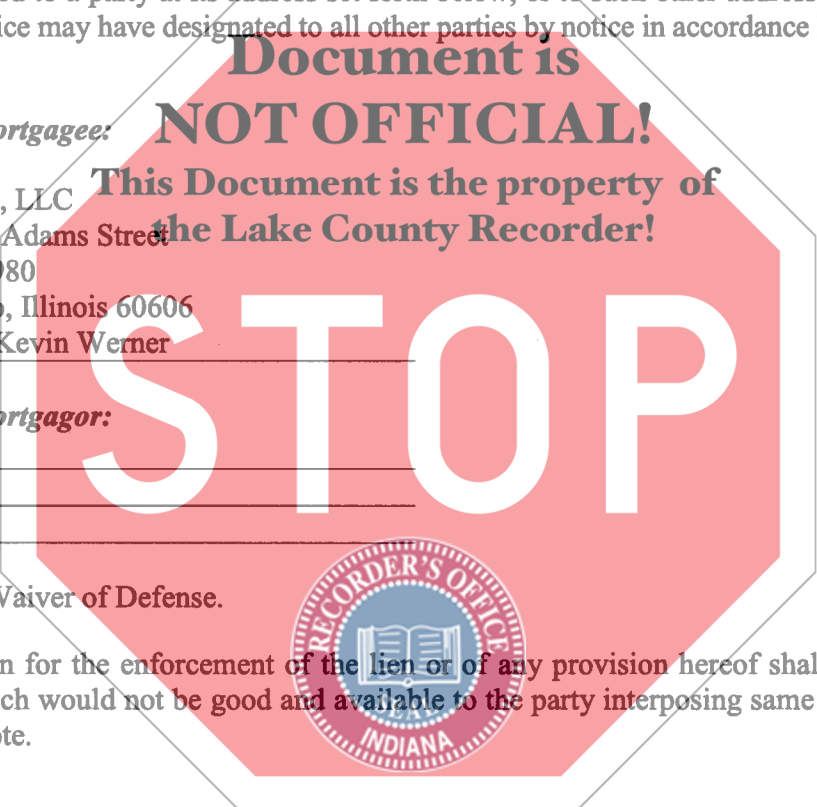 ice may have designated to all other parties by notice in accordance
Document is
NOT OFFICIAL!
ortgagee:
This Document is the property of
, LLC
the Lake County Recorder!
Adams Street
980
, Illinois 60606
Kevin Werner
STOP
ortgagor:
RECORDER'S OFFICE
Waiver of Defense.
n for the enforcement of the lien or of any provision hereof shal
ch would not be good and available to the party interposing same
INDIANA
ote.